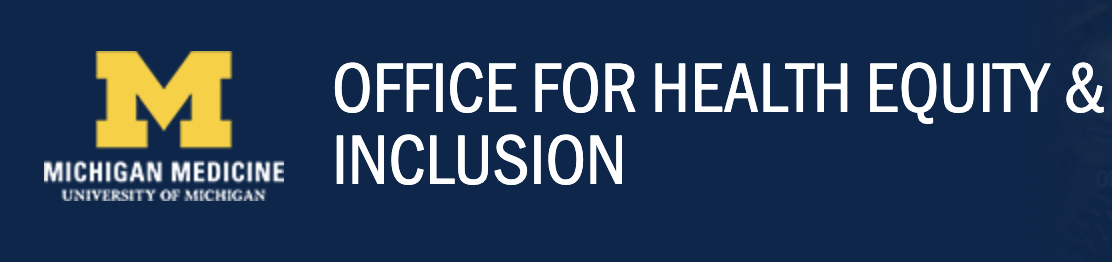 M
MICHIGAN MEDICINE
UNIVERSITY OF MICHIGAN
OFFICE FOR HEALTH EQUITY &
INCLUSION